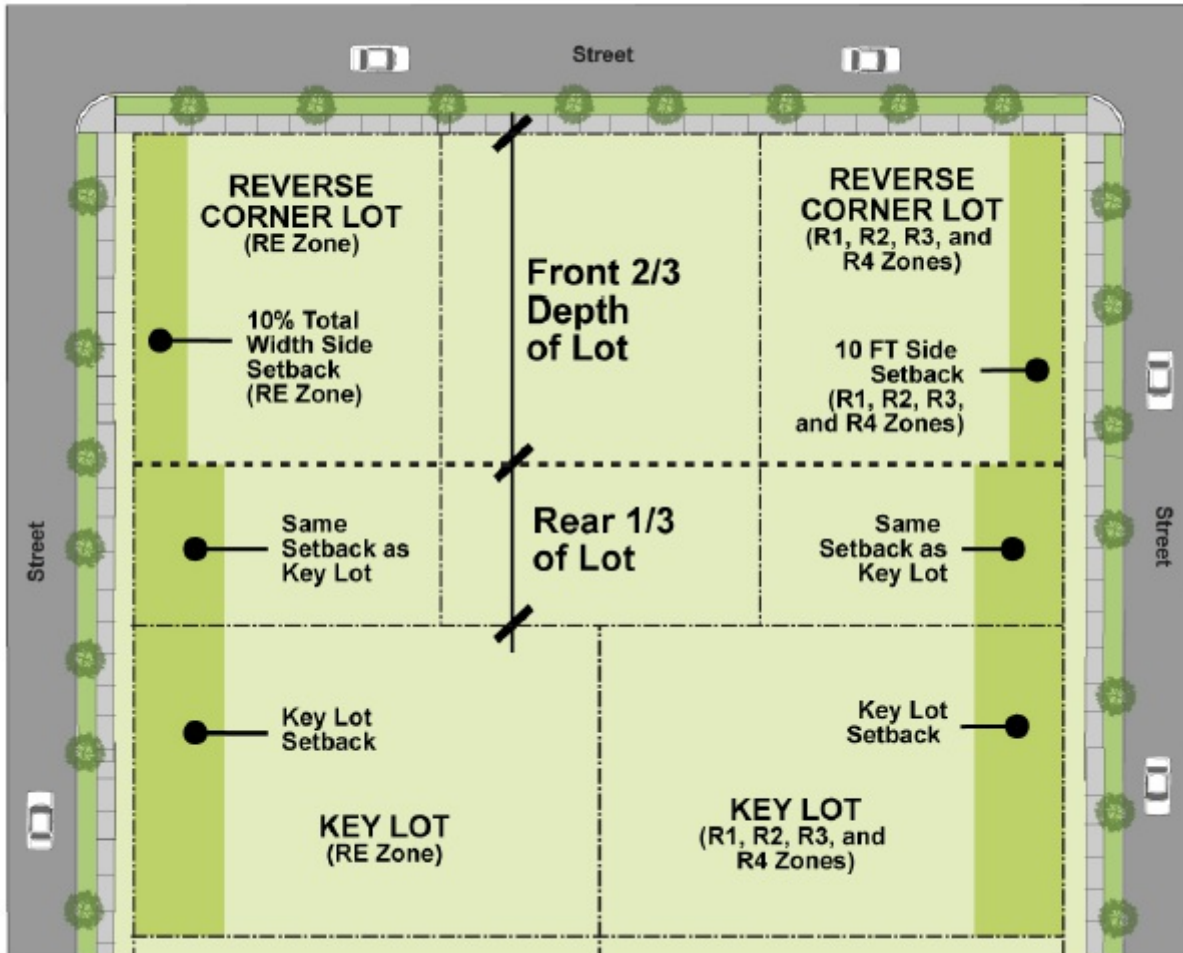 Street
REVERSE
CORNER LOT
(RE Zone)
REVERSE
CORNER LOT
(R1, R2, R3, and
R4 Zones)
Front 2/3
Depth
of Lot
10% Total
Width Side
Setback
(RE Zone)
10 FT Side
Setback
(R1, R2, R3,
and R4 Zones)
Street
Same
Setback as
Key Lot
Rear 1/3
of Lot
Same
Setback as
Key Lot
Street
Key Lot
Setback
Key Lot
Setback
KEY LOT
(RE Zone)
KEY LOT
(R1, R2, R3, and
R4 Zones)